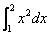 ∫₁² x² dx